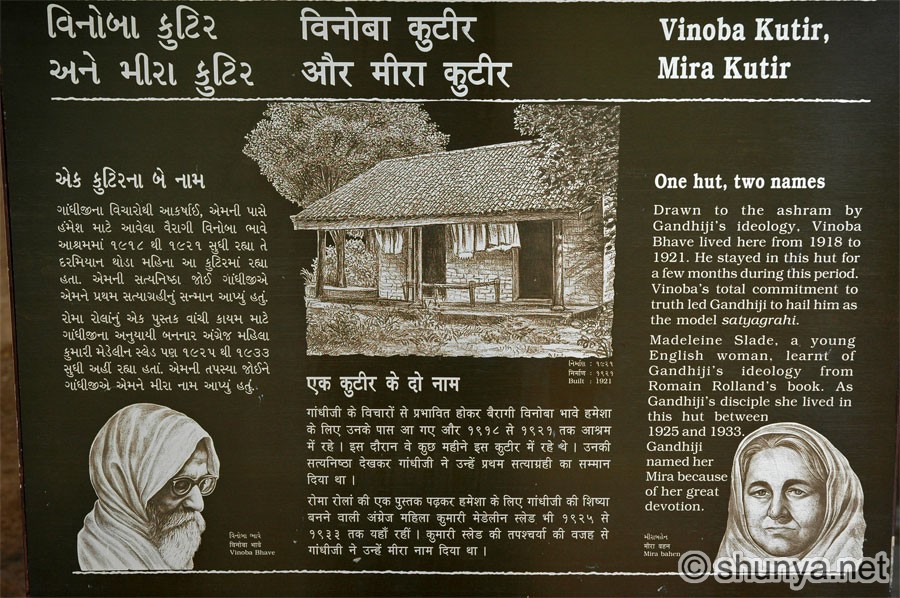 વિનોબા કુટિર
અને મીરા કુટિર
विनोबा कुटीर
और मीरा कुटीर
Vinoba Kutir,
Mira Kutir
એક કુટિરના બે નામ
ગાંધીજીના વિચારોથી આકર્ષાઈ, એમની પાસે
હંમેશ માટે આવેલા વૈરાગી વિનોબા ભાવે
આશ્રમમાં ૧૯૧૮ થી ૧૯૨૧ સુધી રહ્યા તે
દરમિયાન થોડા મહિના આ કુટિરમાં રહ્યા
હતા. એમની સત્યનિષ્ઠા જોઈ ગાંધીજીએ
એમને પ્રથમ સત્યાગ્રહીનું સન્માન આપ્યું હતું.
રોમા રોલાંનું એક પુસ્તક વાંચી કાયમ માટે
ગાંધીજીના અનુયાયી બનનાર અંગ્રેજ મહિલા
કુમારી મેડેલીન સ્લેડ પણ ૧૯૨૫ થી ૧૯૩૩
સુધી અહીં રહ્યા હતાં. એમની તપસ્યા જોઈને
ગાંધીજીએ એમને મીરા નામ આપ્યું હતું.
વિનોબા ભાવે
विनोबा भावे
Vinoba Bhave
નિર્માણ : ૧૯૨૧
निर्माण : १९२१
Built : 1921
एक कुटीर के दो नाम
गांधीजी के विचारों से प्रभावित होकर बैरागी विनोबा भावे हमेशा
के लिए उनके पास आ गए और १९१८ से १९२१ तक आश्रम
में रहे । इस दौरान वे कुछ महीने इस कुटीर में रहे थे । उनकी
सत्यनिष्ठा देखकर गांधीजी ने उन्हें प्रथम सत्याग्रही का सम्मान
दिया था ।
रोमा रोलां की एक पुस्तक पढ़कर हमेशा के लिए गांधीजी की शिष्या
बनने वाली अंग्रेज महिला कुमारी मेडेलीन स्लेड भी १९२५ से
१९३३ तक यहाँ रहीं । कुमारी स्लेड की तपश्चर्या की वजह से
गांधीजी ने उन्हें मीरा नाम दिया था ।
One hut, two names
Drawn to the ashram by
Gandhiji's ideology, Vinoba
Bhave lived here from 1918 to
1921. He stayed in this hut for
a few months during this period.
Vinoba's total commitment to
truth led Gandhiji to hail him as
the model satyagrahi.
Madeleine Slade, a young
English woman, learnt of
Gandhiji's ideology from
Romain Rolland's book. As
Gandhiji's disciple she lived in
this hut between
1925 and 1933.
Gandhiji
named her
Mira because
of her great
devotion.
મીરાંબહેન
मीरा बहन
Mira bahen
© shunya.net